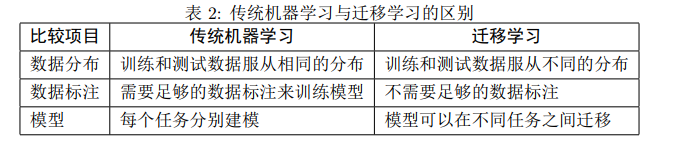 表 2: 传统机器学习与迁移学习的区别
比较项目 传统机器学习 迁移学习
数据分布 训练和测试数据服从相同的分布 训练和测试数据服从不同的分布
数据标注 需要足够的数据标注来训练模型 不需要足够的数据标注
模型 每个任务分别建模 模型可以在不同任务之间迁移